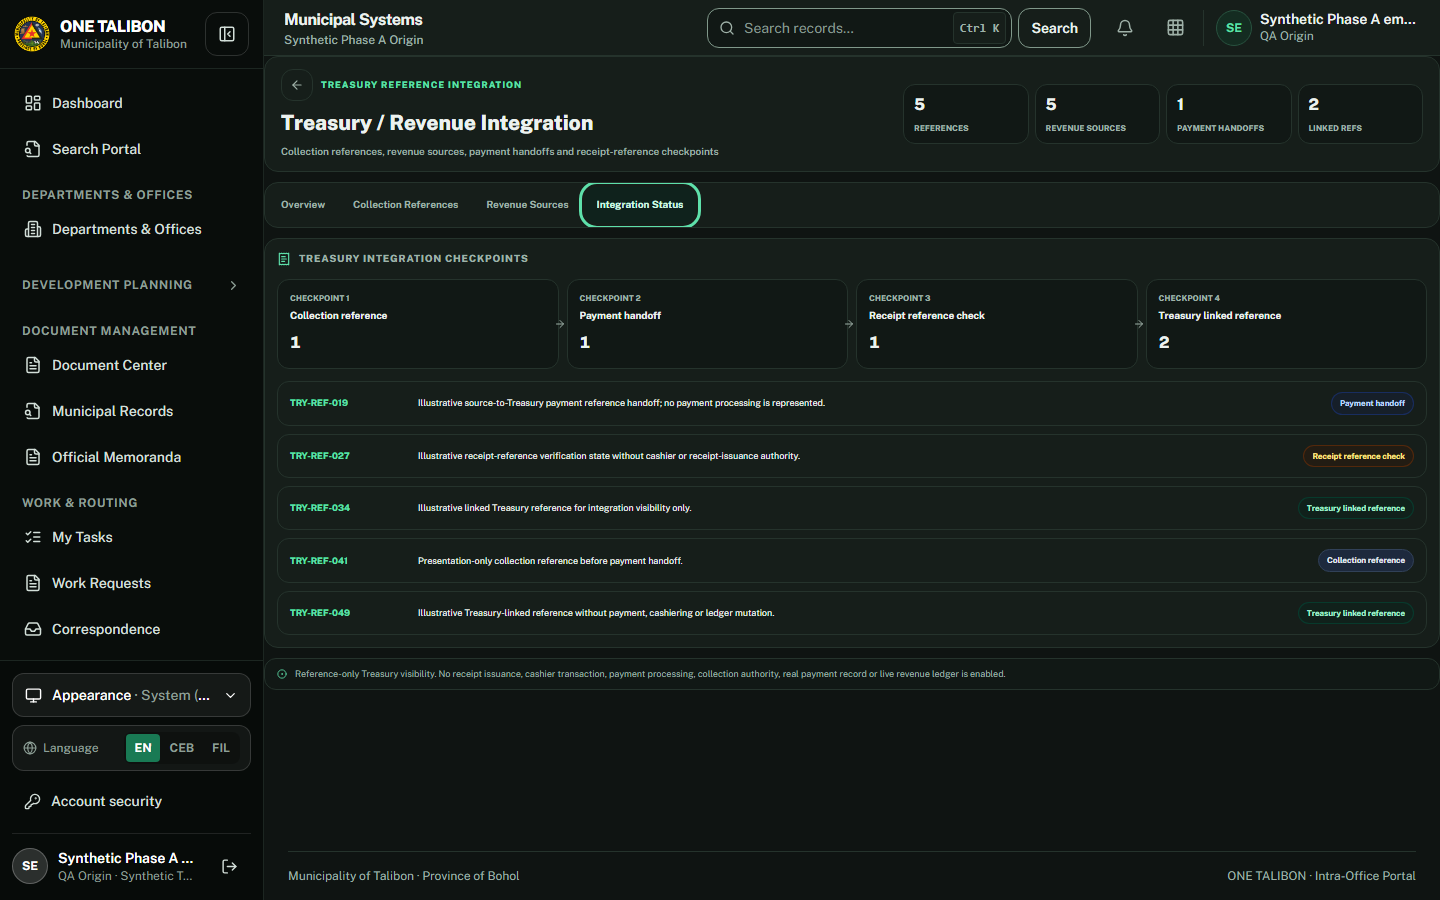 ONE TALIBON
Municipality of Talibon
Dashboard
Search Portal
DEPARTMENTS & OFFICES
Departments & Offices
DEVELOPMENT PLANNING
DOCUMENT MANAGEMENT
Document Center
Municipal Records
Official Memoranda
WORK & ROUTING
My Tasks
Work Requests
Correspondence
Appearance · System (...
Language EN CEB FIL
Account security
SE Synthetic Phase A ...
QA Origin · Synthetic T...
Municipal Systems
Synthetic Phase A Origin
Search records... Ctrl K Search
SE Synthetic Phase A em...
QA Origin
TREASURY REFERENCE INTEGRATION
Treasury / Revenue Integration
Collection references, revenue sources, payment handoffs and receipt-reference checkpoints
5 REFERENCES
5 REVENUE SOURCES
1 PAYMENT HANDOFFS
2 LINKED REFS
Overview Collection References Revenue Sources Integration Status
TREASURY INTEGRATION CHECKPOINTS
CHECKPOINT 1
Collection reference
1
CHECKPOINT 2
Payment handoff
1
CHECKPOINT 3
Receipt reference check
1
CHECKPOINT 4
Treasury linked reference
2
TRY-REF-019 Illustrative source-to-Treasury payment reference handoff; no payment processing is represented. Payment handoff
TRY-REF-027 Illustrative receipt-reference verification state without cashier or receipt-issuance authority. Receipt reference check
TRY-REF-034 Illustrative linked Treasury reference for integration visibility only. Treasury linked reference
TRY-REF-041 Presentation-only collection reference before payment handoff. Collection reference
TRY-REF-049 Illustrative Treasury-linked reference without payment, cashiering or ledger mutation. Treasury linked reference
Reference-only Treasury visibility. No receipt issuance, cashier transaction, payment processing, collection authority, real payment record or live revenue ledger is enabled.
Municipality of Talibon · Province of Bohol
ONE TALIBON · Intra-Office Portal